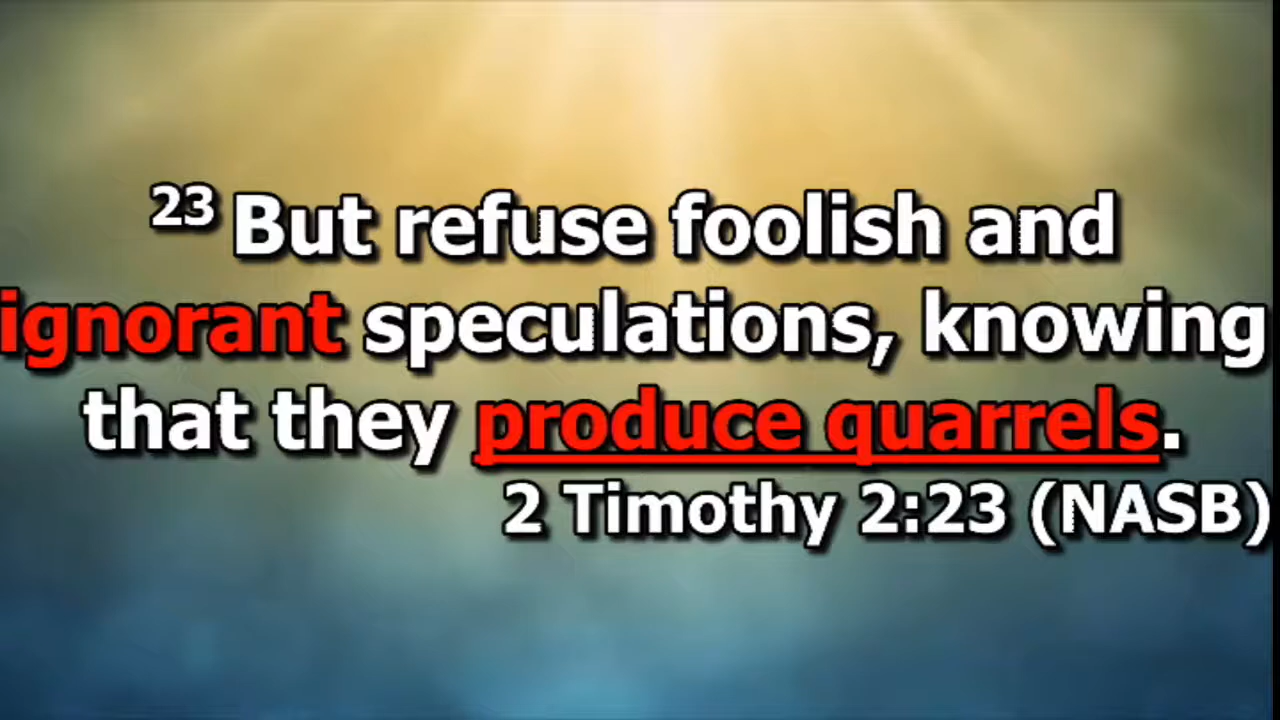 23 But refuse foolish and
ignorant speculations, knowing
that they produce quarrels.
2 Timothy 2:23 (NASB)